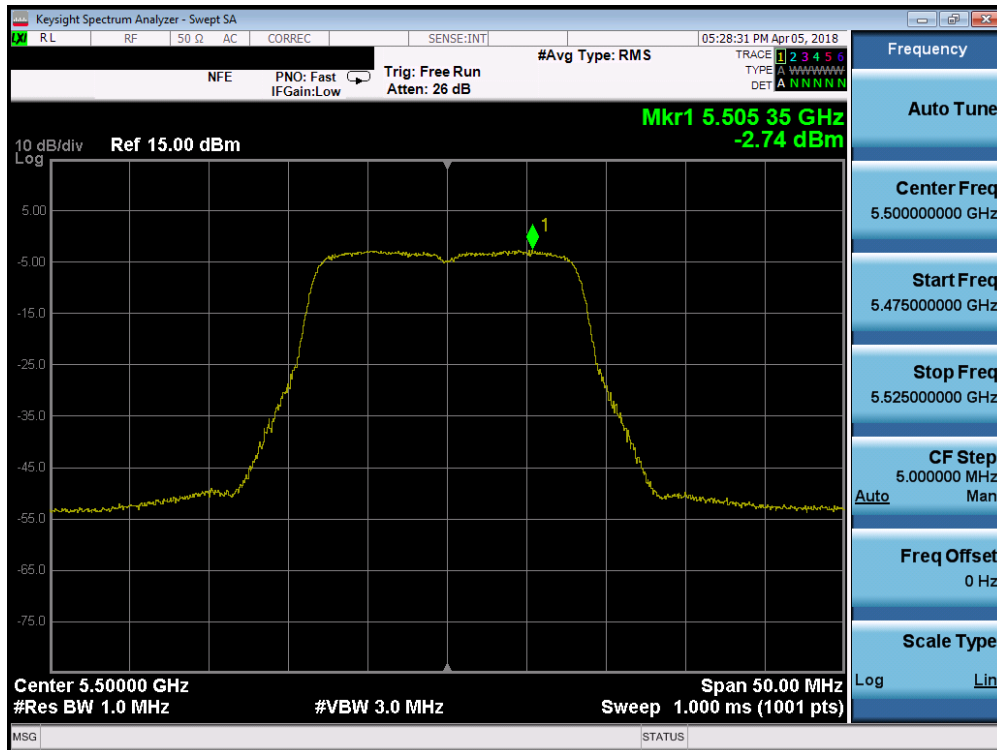 Keysight Spectrum Analyzer - Swept SA
LXI RL RF 50 Ω AC CORREC SENSE:INT 05:28:31 PM Apr 05, 2018
#Avg Type: RMS
TRACE 1 2 3 4 5 6
TYPE A WWWWW
DET A N N N N N
NFE PNO: Fast Trig: Free Run
IFGain:Low Atten: 26 dB
Mkr1 5.505 35 GHz
-2.74 dBm
10 dB/div Ref 15.00 dBm
Log
5.00
-5.00
-15.0
-25.0
-35.0
-45.0
-55.0
-65.0
-75.0
1
Center 5.50000 GHz Span 50.00 MHz
#Res BW 1.0 MHz #VBW 3.0 MHz Sweep 1.000 ms (1001 pts)
MSG STATUS
Frequency
Auto Tune
Center Freq
5.500000000 GHz
Start Freq
5.475000000 GHz
Stop Freq
5.525000000 GHz
CF Step
5.000000 MHz
Auto Man
Freq Offset
0 Hz
Scale Type
Log Lin